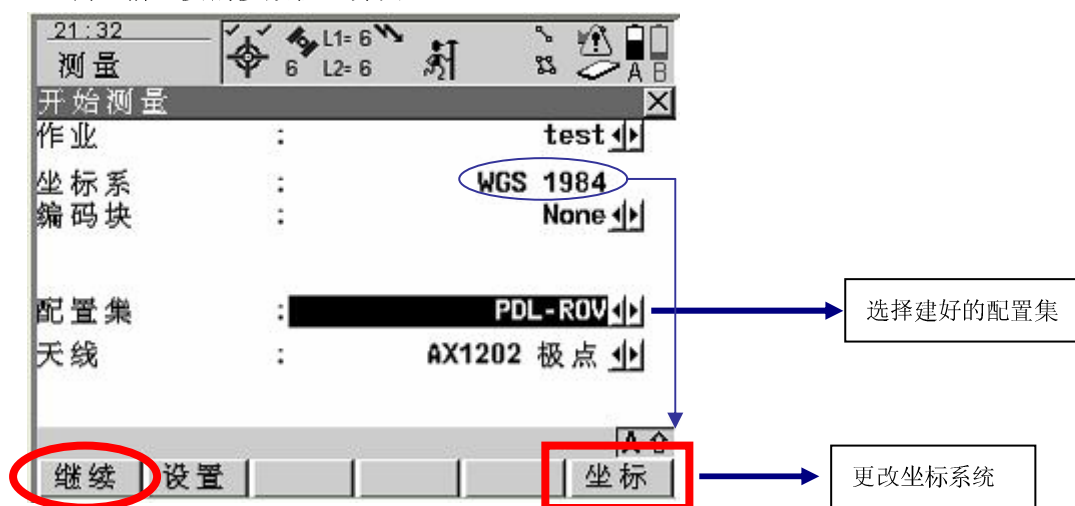 21:32
测量
6 L1= 6
L2= 6
A B
开始测量
作业 : test
坐标系 : WGS 1984
编码块 : None
配置集 : PDL-ROV
选择建好的配置集
天线 : AX1202 极点
继续 设置 坐标
更改坐标系统